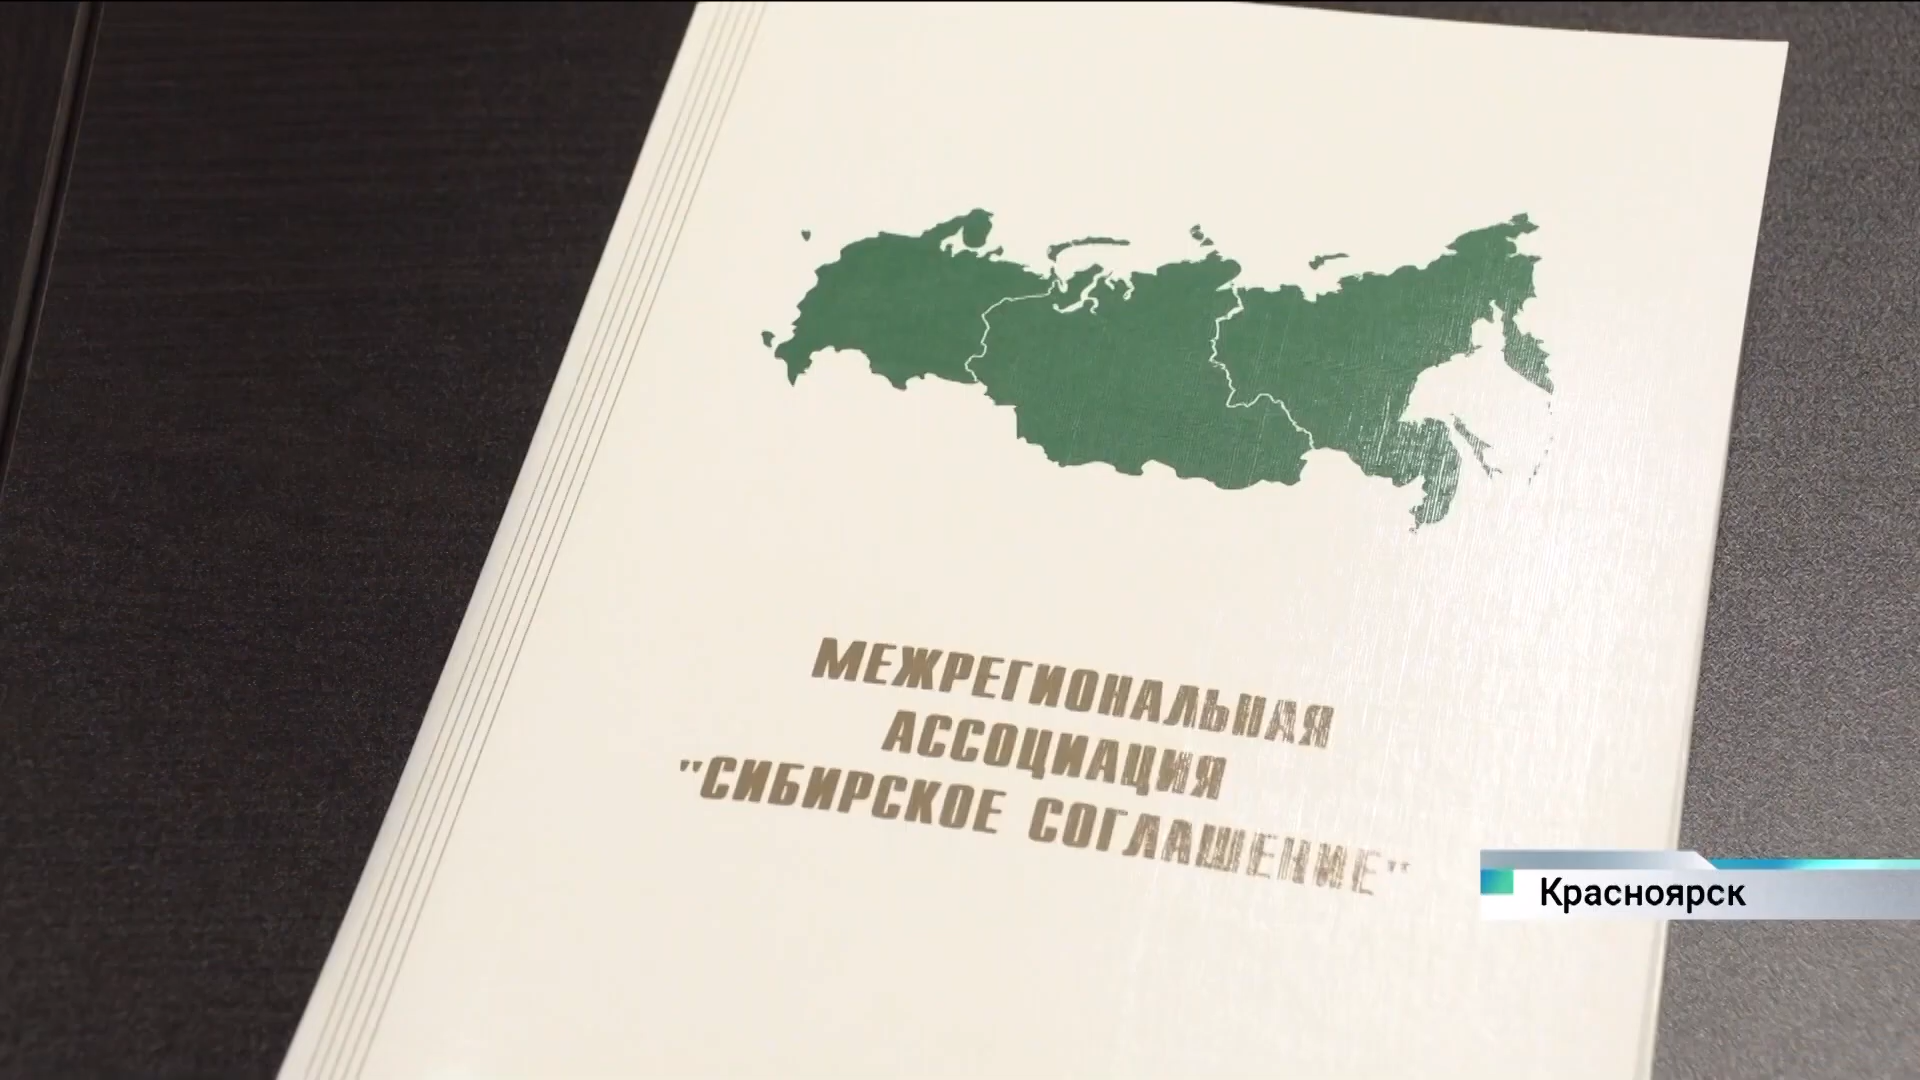 МЕЖРЕГИОНАЛЬНАЯ
АССОЦИАЦИЯ
"СИБИРСКОЕ СОГЛАШЕНИЕ"
Красноярск